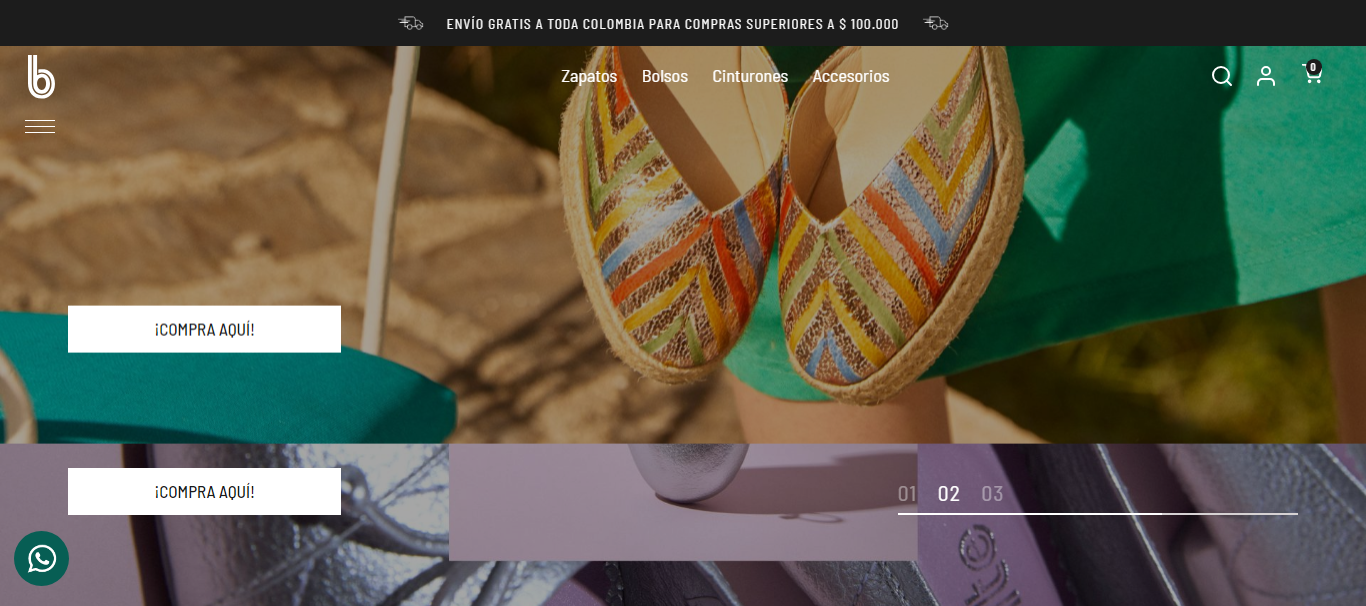 ENVÍO GRATIS A TODA COLOMBIA PARA COMPRAS SUPERIORES A $ 100.000
b
Zapatos Bolsos Cinturones Accesorios
0
¡COMPRA AQUÍ!
¡COMPRA AQUÍ!
01 02 03